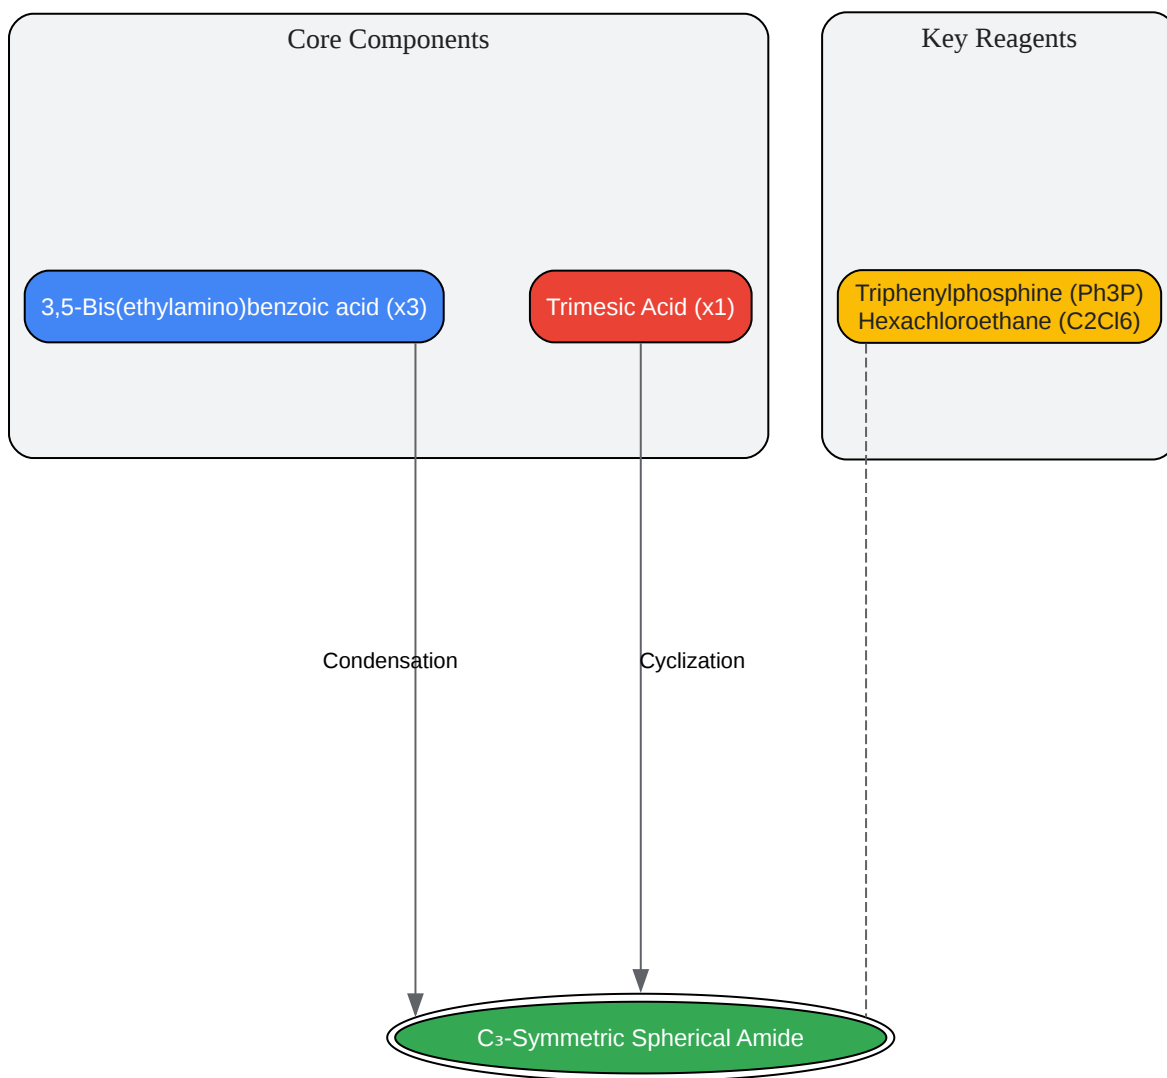 Core Components
Key Reagents
3,5-Bis(ethylamino)benzoic acid (x3)
Trimesic Acid (x1)
Triphenylphosphine (Ph3P)
Hexachloroethane (C2Cl6)
Condensation
Cyclization
C₃-Symmetric Spherical Amide